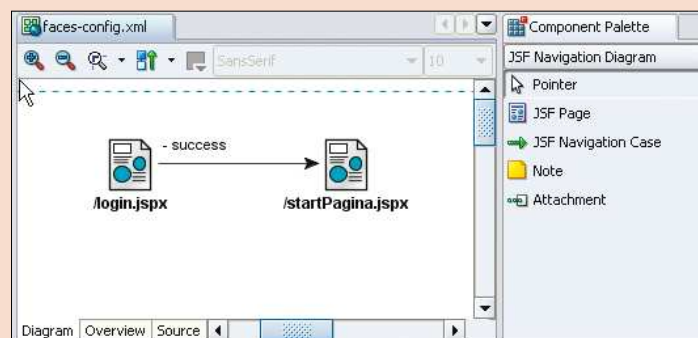 faces-config.xml
SansSerif
10
- success
/login.jspx
/startPagina.jspx
Diagram
Overview
Source
Component Palette
JSF Navigation Diagram
Pointer
JSF Page
JSF Navigation Case
Note
Attachment